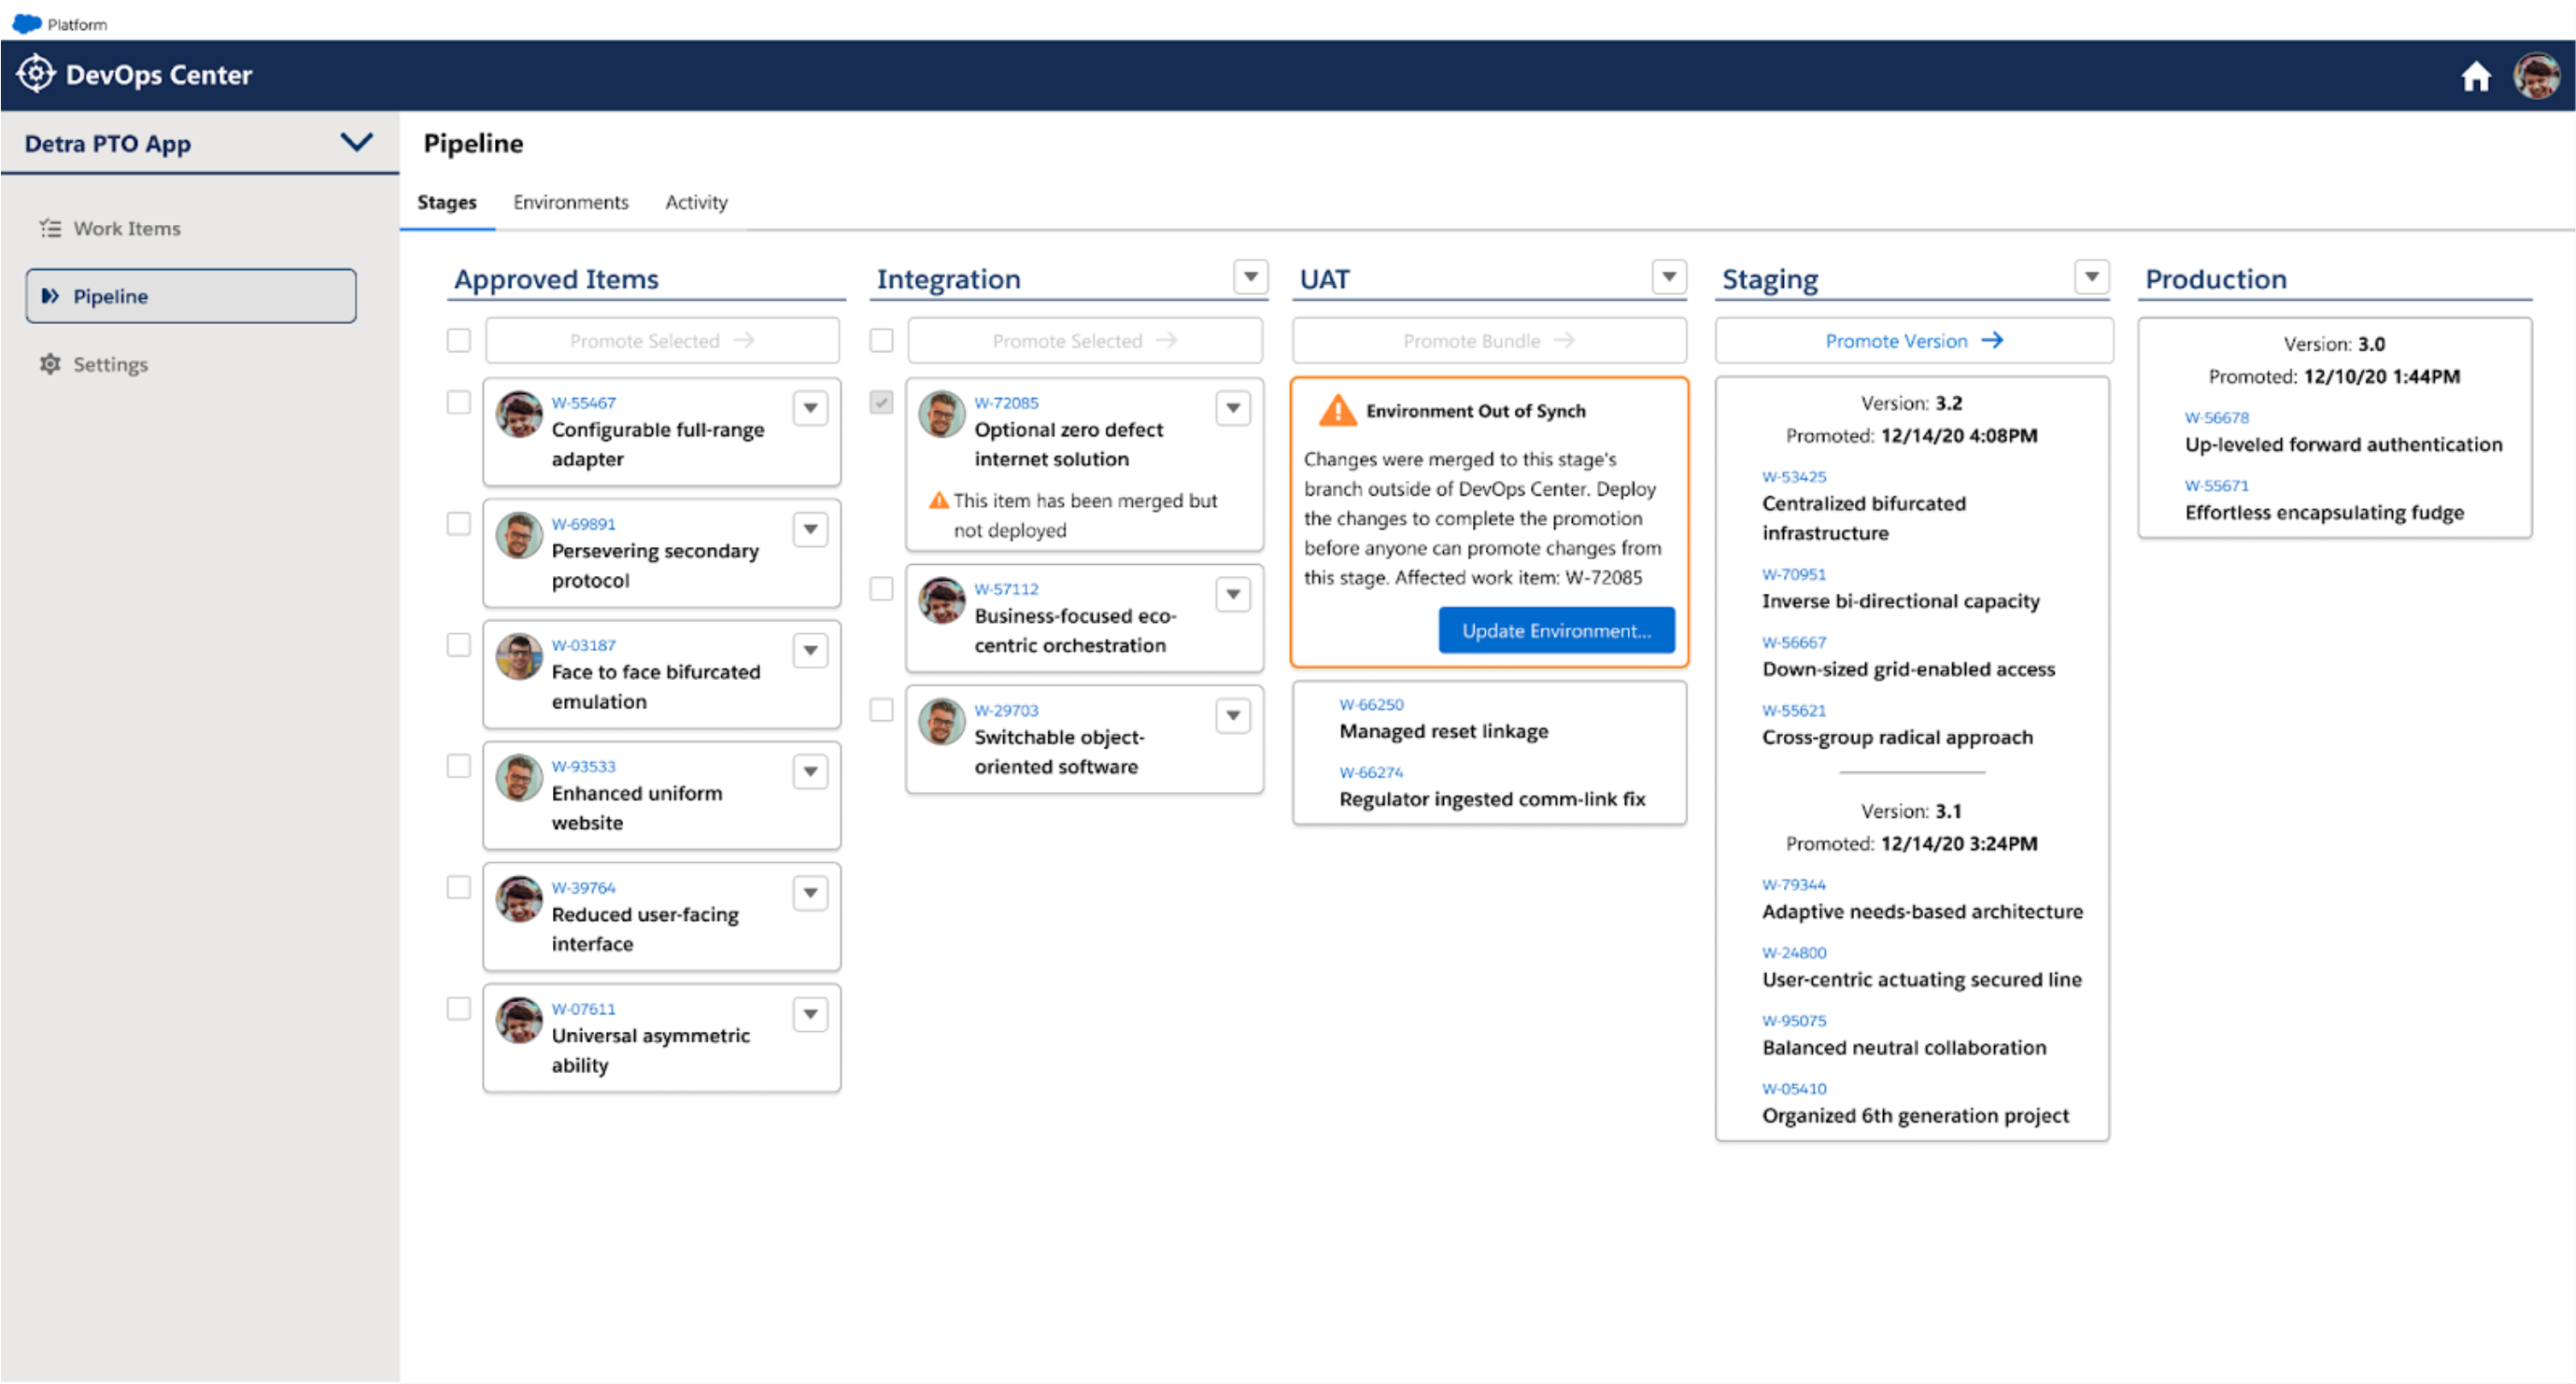 Platform
DevOps Center
Detra PTO App
Work Items
Pipeline
Settings
Pipeline
Stages
Environments
Activity
Approved Items
Promote Selected
W-55467
Configurable full-range
adapter
W-69891
Persevering secondary
protocol
W-03187
Face to face bifurcated
emulation
W-93533
Enhanced uniform
website
W-39764
Reduced user-facing
interface
W-07611
Universal asymmetric
ability
Integration
Promote Selected
W-72085
Optional zero defect
internet solution
This item has been merged but
not deployed
W-57112
Business-focused eco-
centric orchestration
W-29703
Switchable object-
oriented software
UAT
Promote Bundle
Environment Out of Synch
Changes were merged to this stage's
branch outside of DevOps Center. Deploy
the changes to complete the promotion
before anyone can promote changes from
this stage. Affected work item: W-72085
Update Environment...
W-66250
Managed reset linkage
W-66274
Regulator ingested comm-link fix
Staging
Promote Version
Version: 3.2
Promoted: 12/14/20 4:08PM
W-53425
Centralized bifurcated
infrastructure
W-70951
Inverse bi-directional capacity
W-56667
Down-sized grid-enabled access
W-55621
Cross-group radical approach
Version: 3.1
Promoted: 12/14/20 3:24PM
W-79344
Adaptive needs-based architecture
W-24800
User-centric actuating secured line
W-95075
Balanced neutral collaboration
W-05410
Organized 6th generation project
Production
Version: 3.0
Promoted: 12/10/20 1:44PM
W-56678
Up-leveled forward authentication
W-55671
Effortless encapsulating fudge